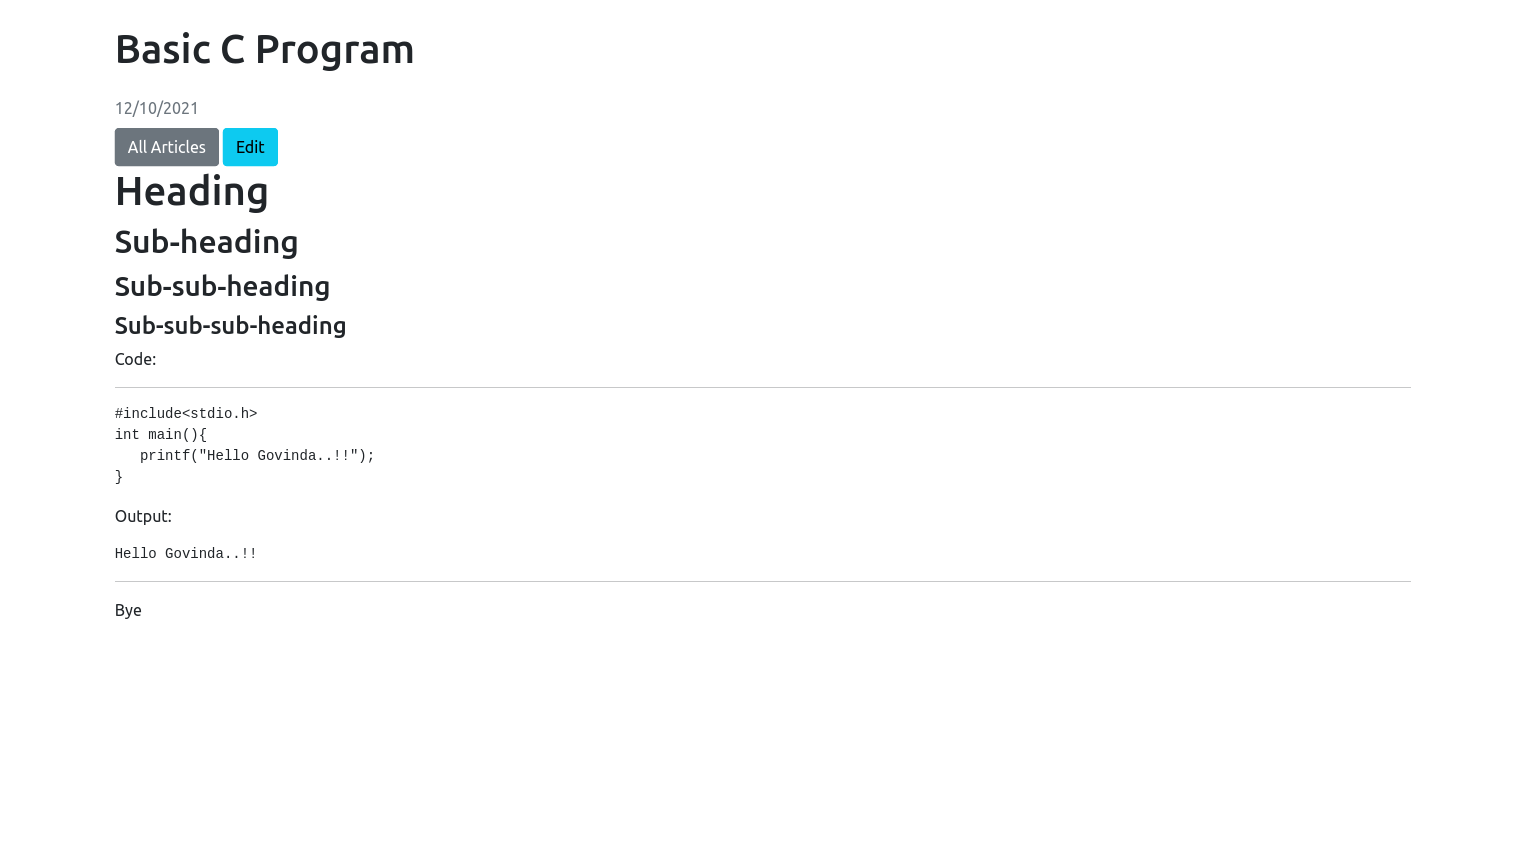 Basic C Program
12/10/2021
All Articles Edit
Heading
Sub-heading
Sub-sub-heading
Sub-sub-sub-heading
Code:
#include<stdio.h>
int main(){
   printf("Hello Govinda..!!");
}
Output:
Hello Govinda..!!
Bye